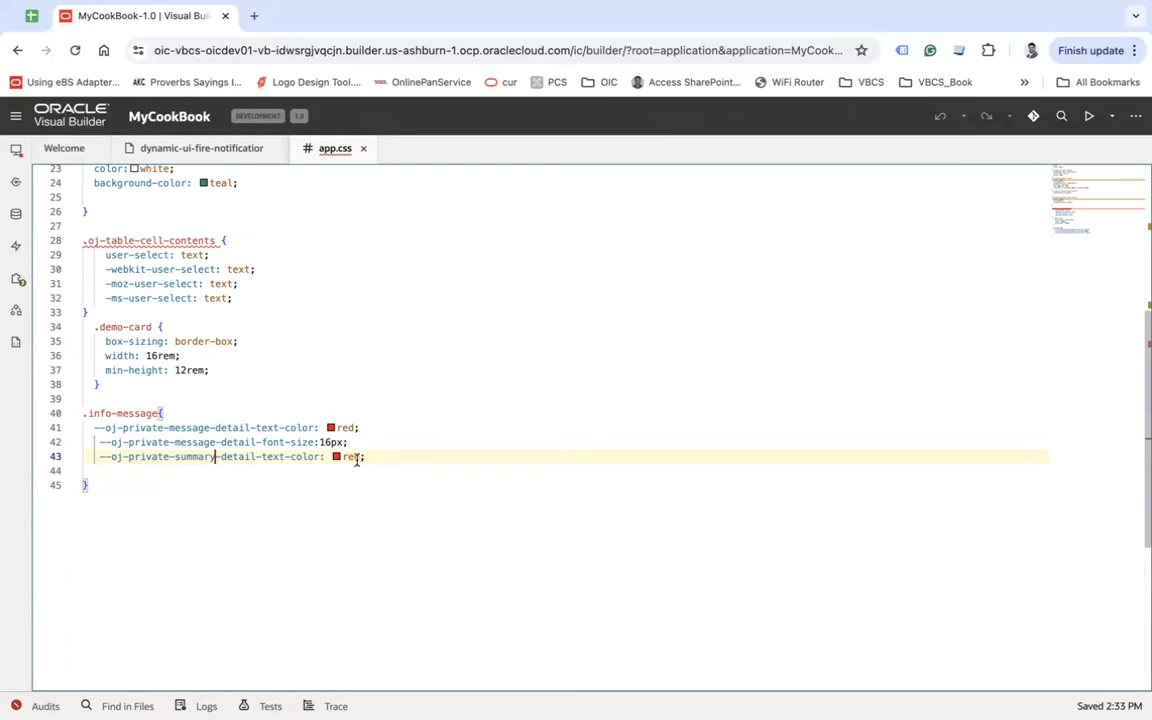 MyCookBook-1.0 | Visual Buil
oic-vbcs-oicdev01-vb-idwsrgjvqcjn.builder.us-ashburn-1.ocp.oraclecloud.com/ic/builder/?root=application&application=MyCook...
Finish update
Using eBS Adapter...
AKC Proverbs Sayings I...
Logo Design Tool....
OnlinePanService
cur
PCS
OIC
Access SharePoint...
WiFi Router
VBCS
VBCS_Book
»
All Bookmarks
ORACLE
Visual Builder
MyCookBook
DEVELOPMENT
1.0
Welcome
dynamic-ui-fire-notification
# app.css
23 color: white;
24 background-color: teal;
25
26 }
27
28 .oj-table-cell-contents {
29 user-select: text;
30 -webkit-user-select: text;
31 -moz-user-select: text;
32 -ms-user-select: text;
33 }
34 .demo-card {
35 box-sizing: border-box;
36 width: 16rem;
37 min-height: 12rem;
38 }
39
40 .info-message{
41 --oj-private-message-detail-text-color: red;
42 --oj-private-message-detail-font-size:16px;
43 --oj-private-summary-detail-text-color: red;
44
45 }
Audits
Find in Files
Logs
Tests
Trace
Saved 2:33 PM